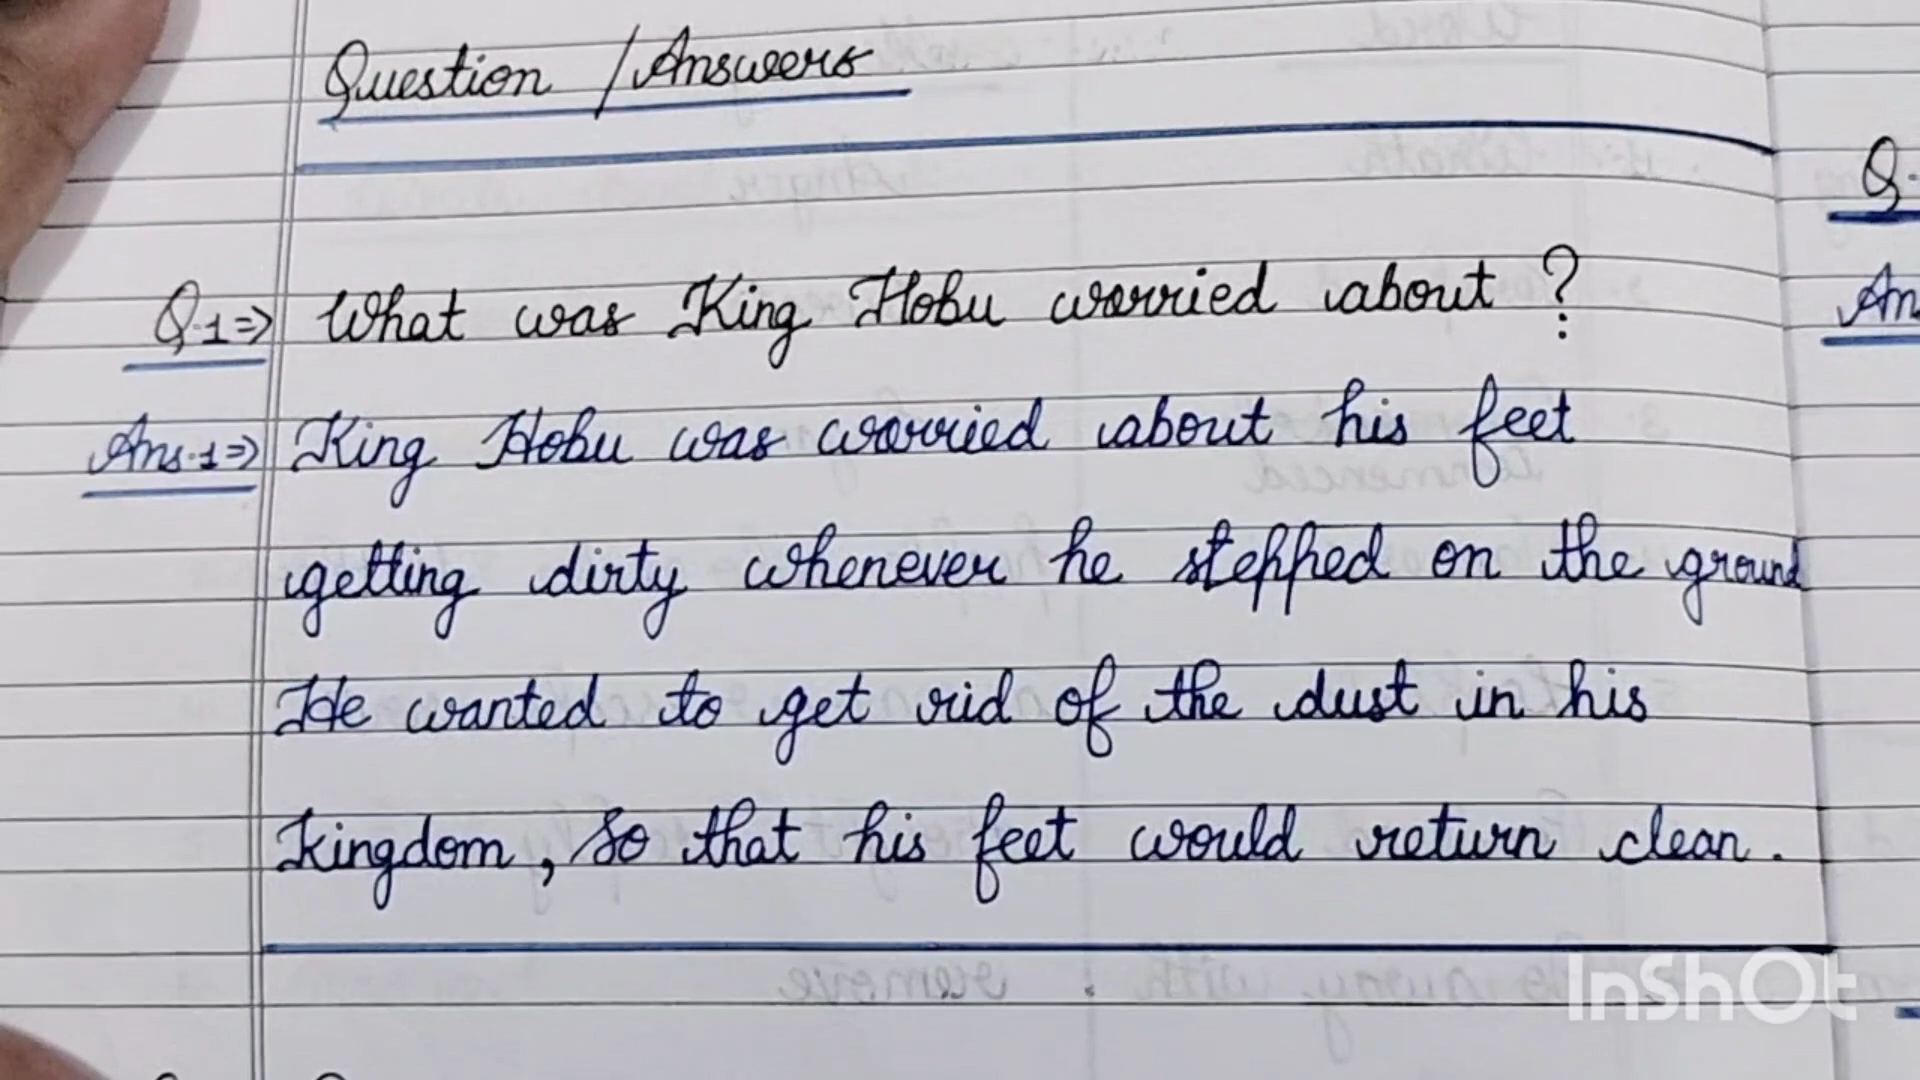 Question / Answers
Q.1⇒ What was King Hobu worried about ?
Ans.1⇒ King Hobu was worried about his feet
getting dirty whenever he stepped on the ground
He wanted to get rid of the dust in his
kingdom, so that his feet would return clean.
Q.
An
InShOt